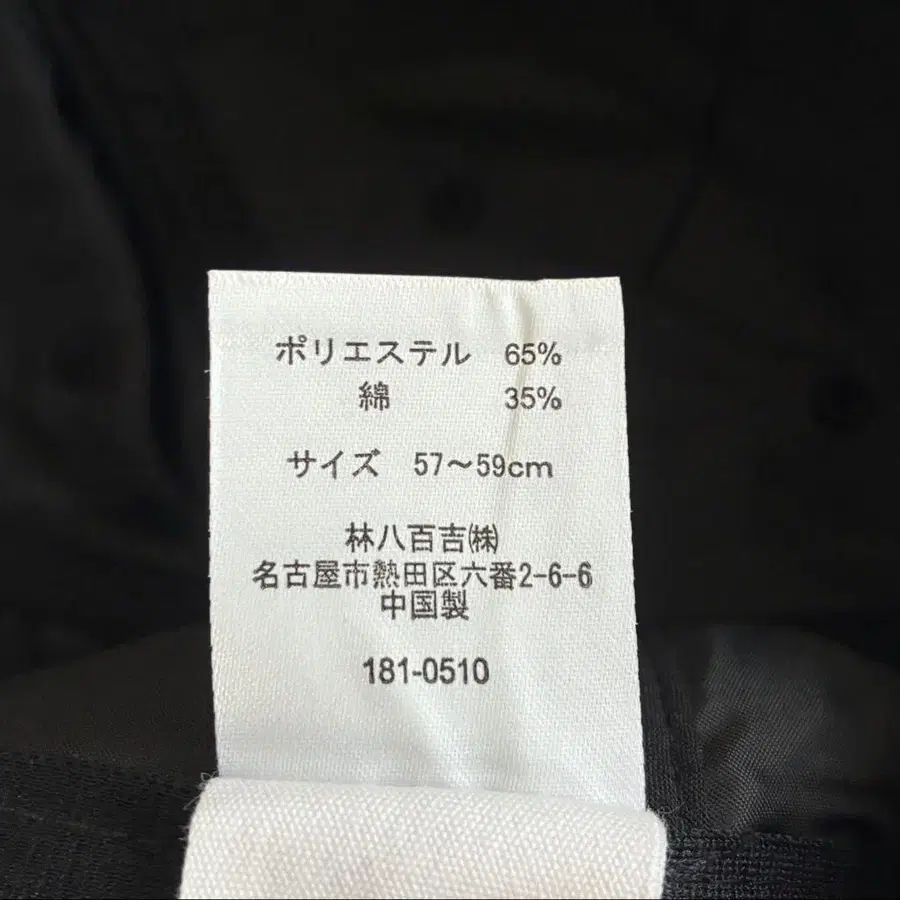 ポリエステル 65%
綿 35%
サイズ 57～59cm
林八百吉㈱
名古屋市熱田区六番2-6-6
中国製
181-0510